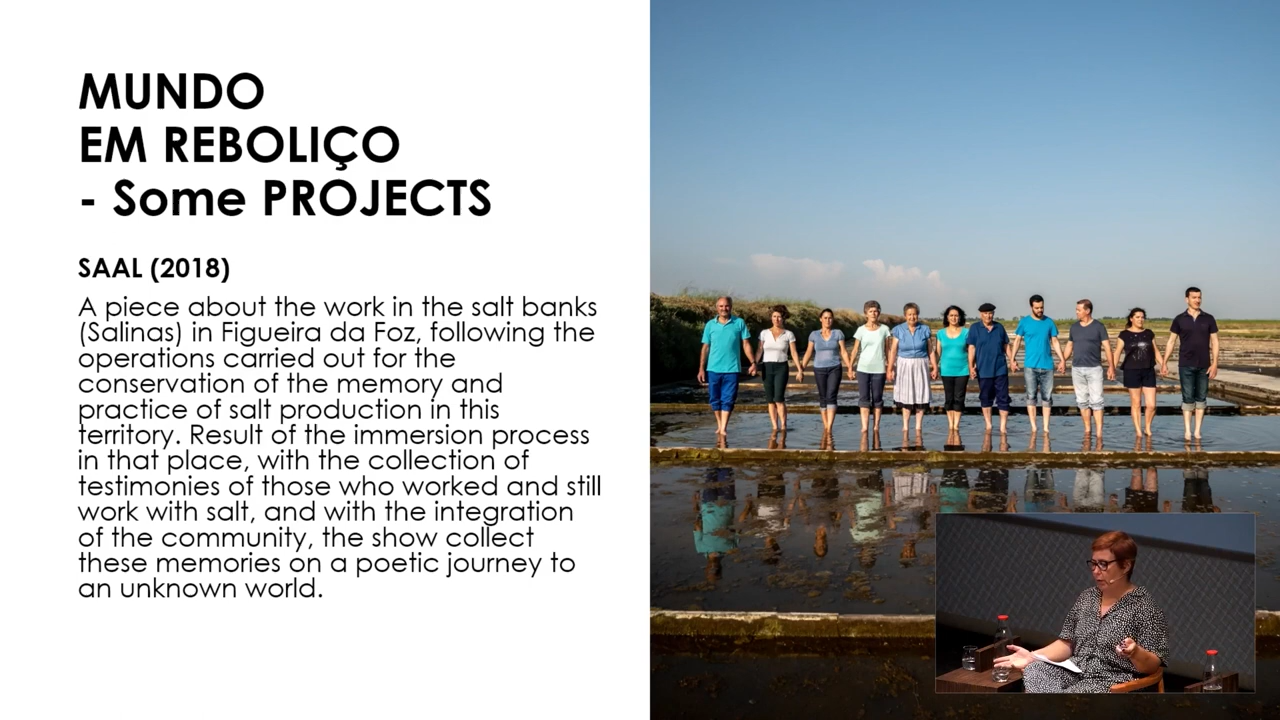 MUNDO
EM REBOLIÇO
- Some PROJECTS
SAAL (2018)
A piece about the work in the salt banks
(Salinas) in Figueira da Foz, following the
operations carried out for the
conservation of the memory and
practice of salt production in this
territory. Result of the immersion process
in that place, with the collection of
testimonies of those who worked and still
work with salt, and with the integration
of the community, the show collect
these memories on a poetic journey to
an unknown world.